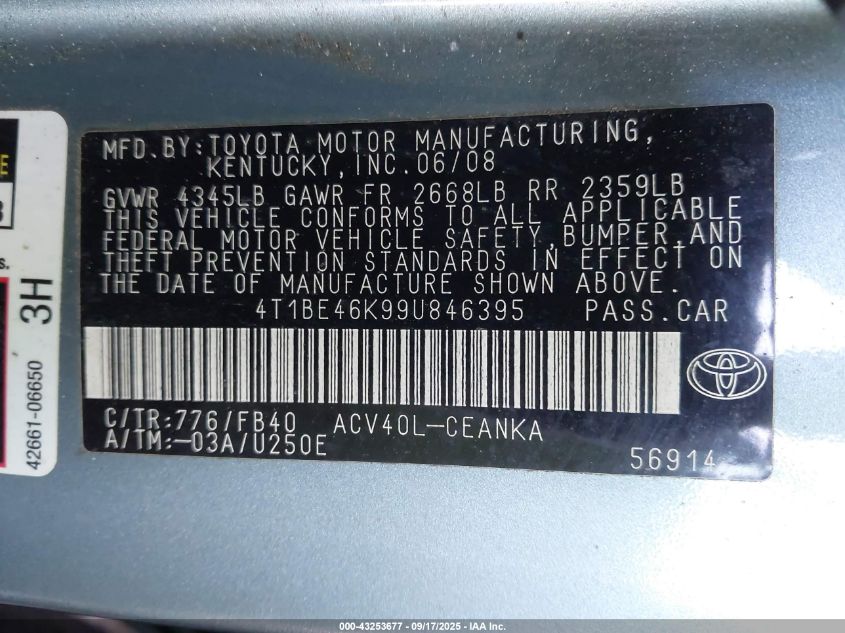 MFD.BY:TOYOTA MOTOR MANUFACTURING,
KENTUCKY,INC.06/08
GVWR 4345LB GAWR FR 2668LB RR 2359LB
THIS VEHICLE CONFORMS TO ALL APPLICABLE
FEDERAL MOTOR VEHICLE SAFETY,BUMPER,AND
THEFT PREVENTION STANDARDS IN EFFECT ON
THE DATE OF MANUFACTURE SHOWN ABOVE.
4T1BE46K99U846395 PASS.CAR
C/TR:776/FB40 ACV40L-CEANKA
A/TM:-03A/U250E
56914
3H
42661-06650
000-43253677 - 09/17/2025 - IAA Inc.